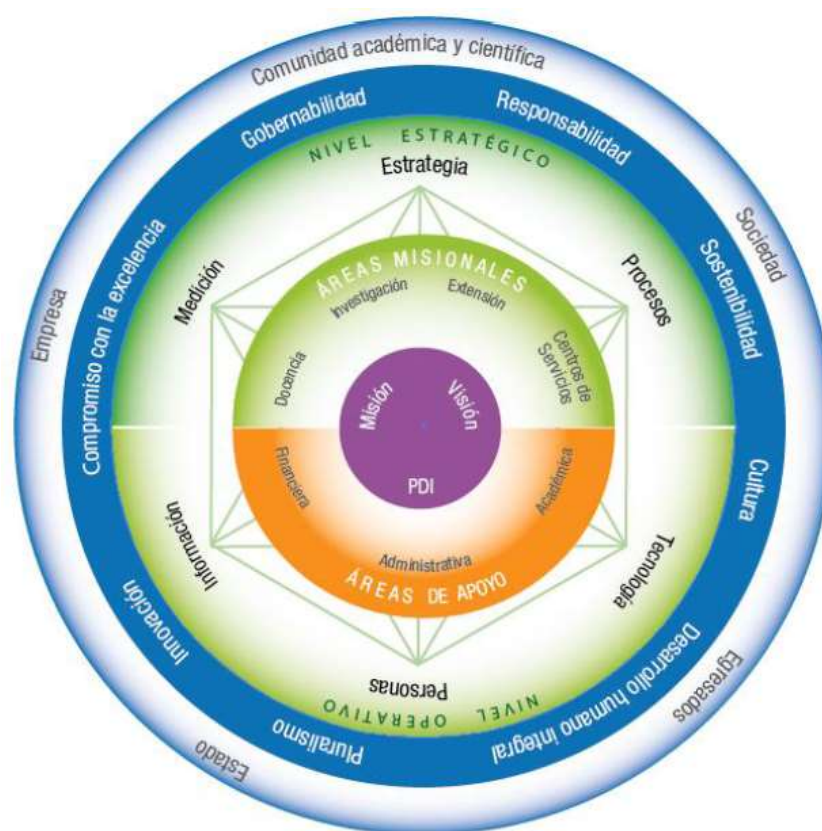 Comunidad académica y científica
Sociedad
Egresados
Estado
Empresa
Gobernabilidad
Responsabilidad
Sostenibilidad
Cultura
Desarrollo humano integral
Pluralismo
Innovación
Compromiso con la excelencia
NIVEL ESTRATÉGICO
Estrategia
Procesos
Tecnología
Personas
NIVEL OPERATIVO
Información
Medición
ÁREAS MISIONALES
Docencia
Investigación
Extensión
Centros de
Servicios
Misión
Visión
PDI
Financiera
Administrativa
Académica
ÁREAS DE APOYO